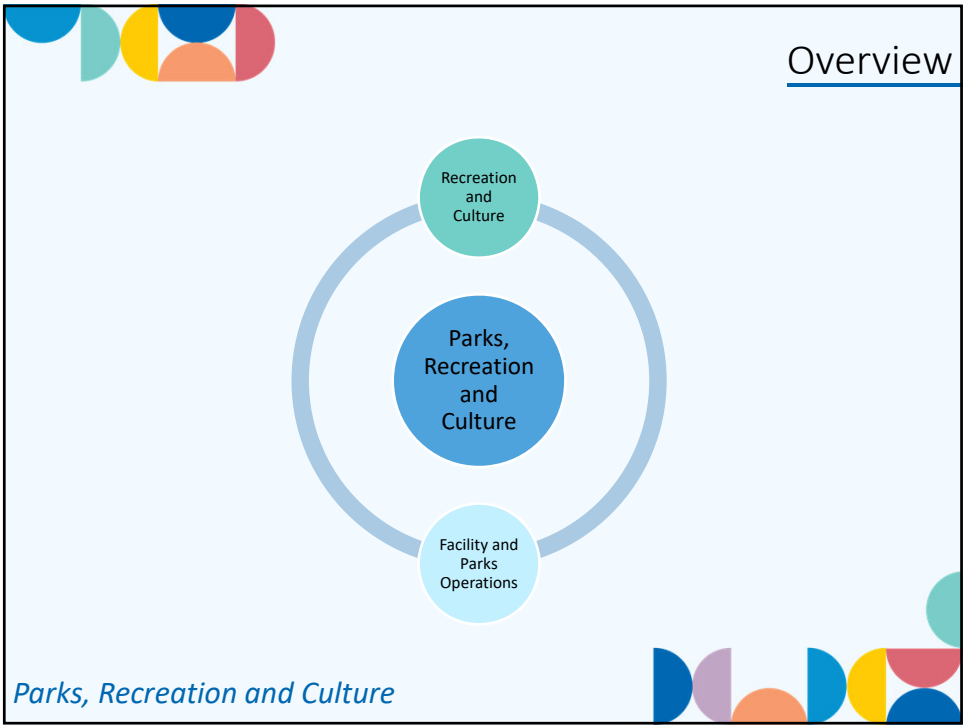 Overview
Recreation
and
Culture
Parks,
Recreation
and
Culture
Facility and
Parks
Operations
Parks, Recreation and Culture